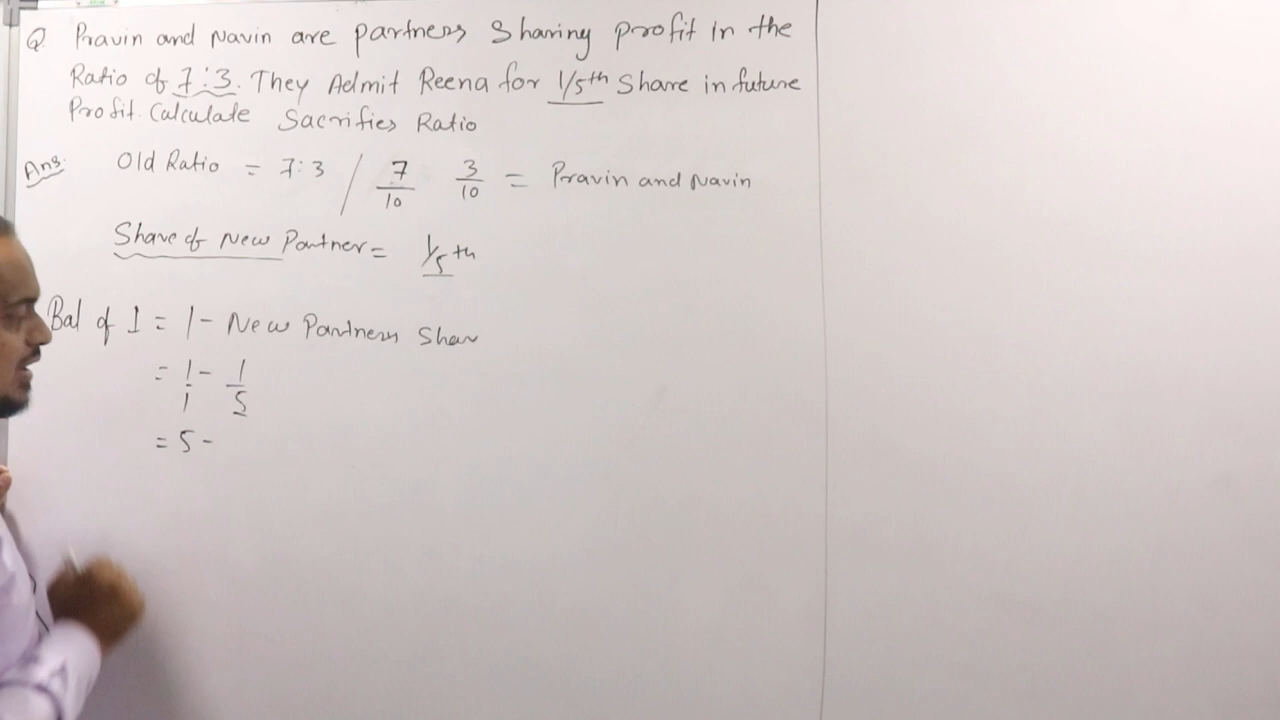 Q. Pravin and Navin are partners Sharing profit in the
Ratio of 7:3. They Admit Reena for 1/5th Share in future
Profit. Calculate Sacrifies Ratio
Ans. Old Ratio = 7:3 / 7/10 3/10 = Pravin and Navin
Share of New Partner = 1/5th
Bal of 1 = 1 - New Partners Shar
= 1/1 - 1/5
= 5 -